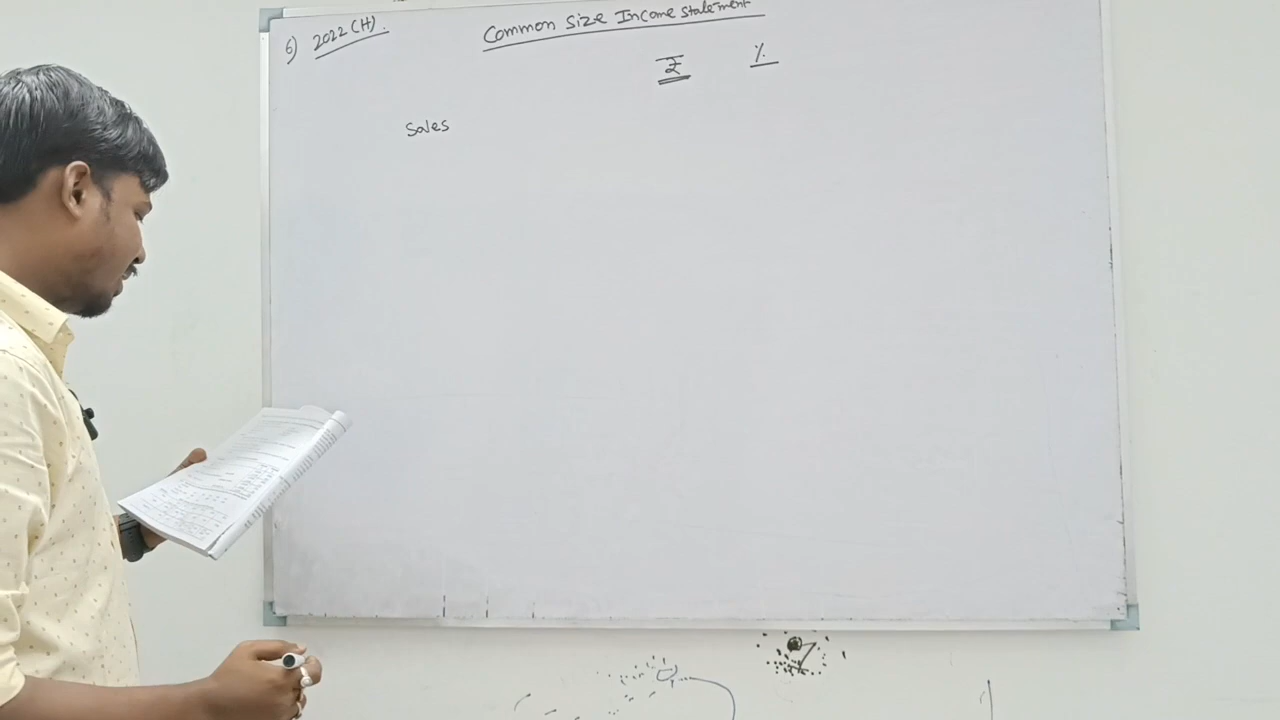 6) 2022 (H). Common Size Income Statement
₹ %
Sales